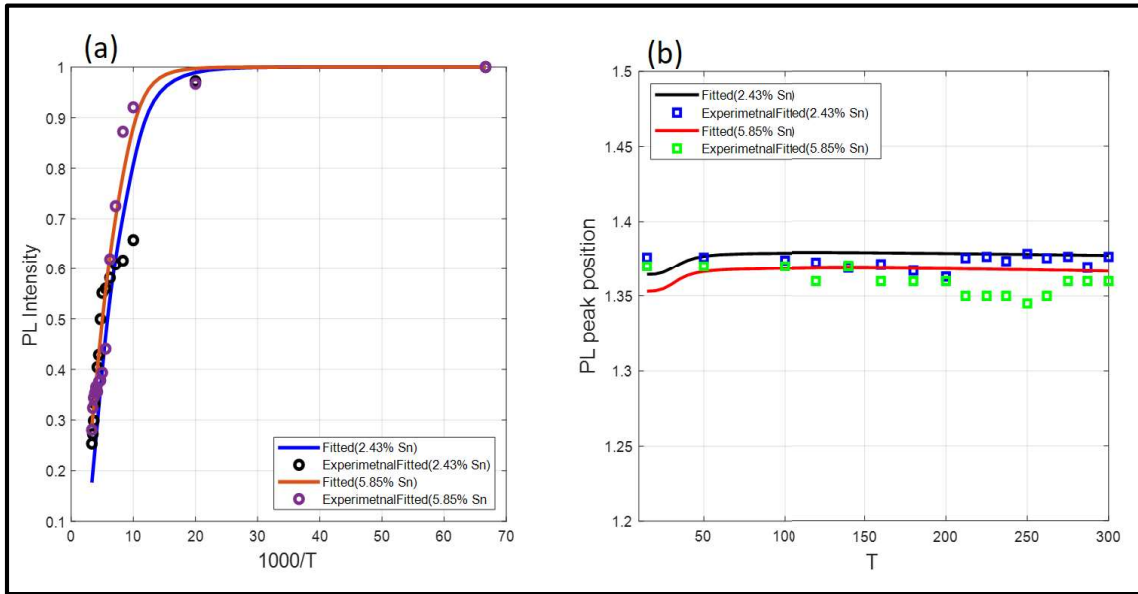 (a)
1
0.9
0.8
0.7
0.6
0.5
0.4
0.3
0.2
0.1
PL Intensity
Fitted(2.43% Sn)
ExperimetnalFitted(2.43% Sn)
Fitted(5.85% Sn)
ExperimetnalFitted(5.85% Sn
0 10 20 30 40 50 60 70
1000/T
(b)
1.5
1.45
1.4
1.35
1.3
1.25
1.2
PL peak position
Fitted(2.43% Sn)
ExperimetnalFitted(2.43% Sn)
Fitted(5.85% Sn)
ExperimetnalFitted(5.85% Sn)
50 100 150 200 250 300
T